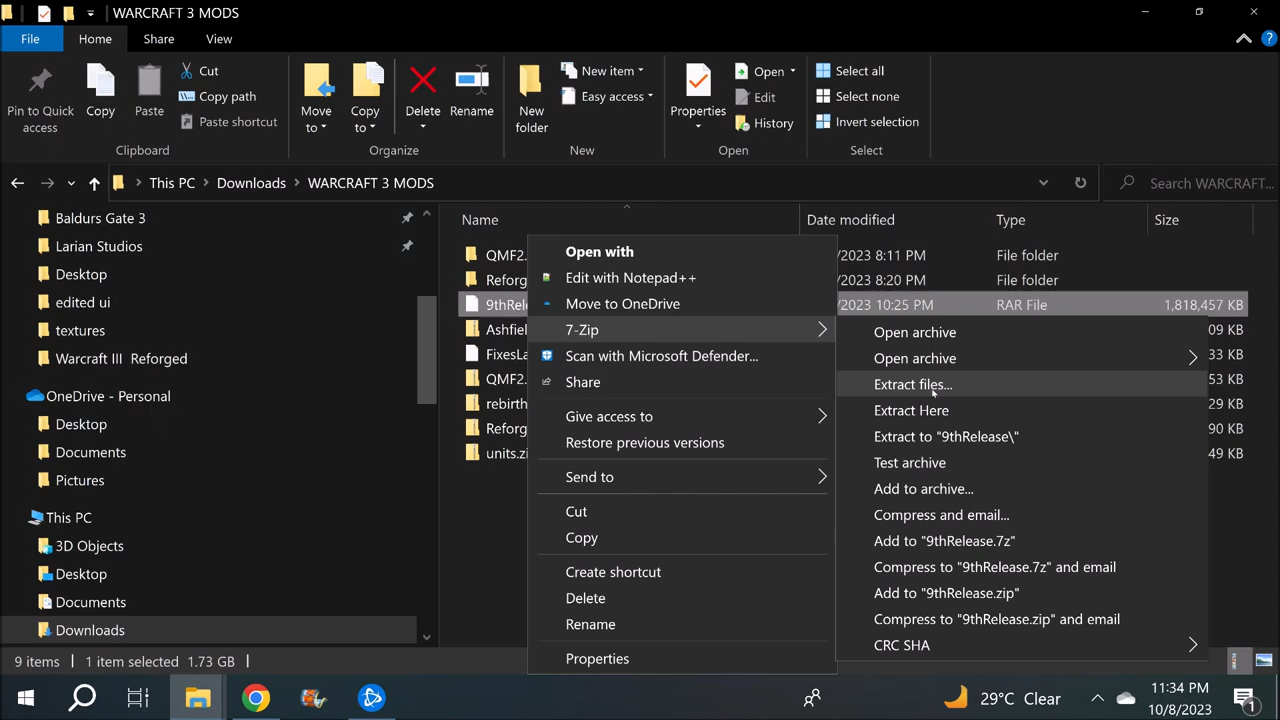 WARCRAFT 3 MODS
File Home Share View
Pin to Quick access
Copy
Paste
Cut
Copy path
Paste shortcut
Clipboard
Move to
Copy to
Delete
Rename
Organize
New folder
New item
Easy access
New
Properties
Open
Edit
History
Open
Select all
Select none
Invert selection
Select
This PC > Downloads > WARCRAFT 3 MODS
Search WARCRAFT...
Baldurs Gate 3
Larian Studios
Desktop
edited ui
textures
Warcraft III Reforged
OneDrive - Personal
Desktop
Documents
Pictures
This PC
3D Objects
Desktop
Documents
Downloads
Name Date modified Type Size
QMF2. /2023 8:11 PM File folder
Reforg /2023 8:20 PM File folder
9thRele /2023 10:25 PM RAR File 1,818,457 KB
Ashfiel 09 KB
FixesLa
QMF2. 53 KB
rebirth 29 KB
Reforg 90 KB
units.zi 49 KB
Open with
Edit with Notepad++
Move to OneDrive
7-Zip
Scan with Microsoft Defender...
Share
Give access to
Restore previous versions
Send to
Cut
Copy
Create shortcut
Delete
Rename
Properties
Open archive
Open archive
Extract files...
Extract Here
Extract to "9thRelease\"
Test archive
Add to archive...
Compress and email...
Add to "9thRelease.7z"
Compress to "9thRelease.7z" and email
Add to "9thRelease.zip"
Compress to "9thRelease.zip" and email
CRC SHA
9 items 1 item selected 1.73 GB
29°C Clear
11:34 PM
10/8/2023
1